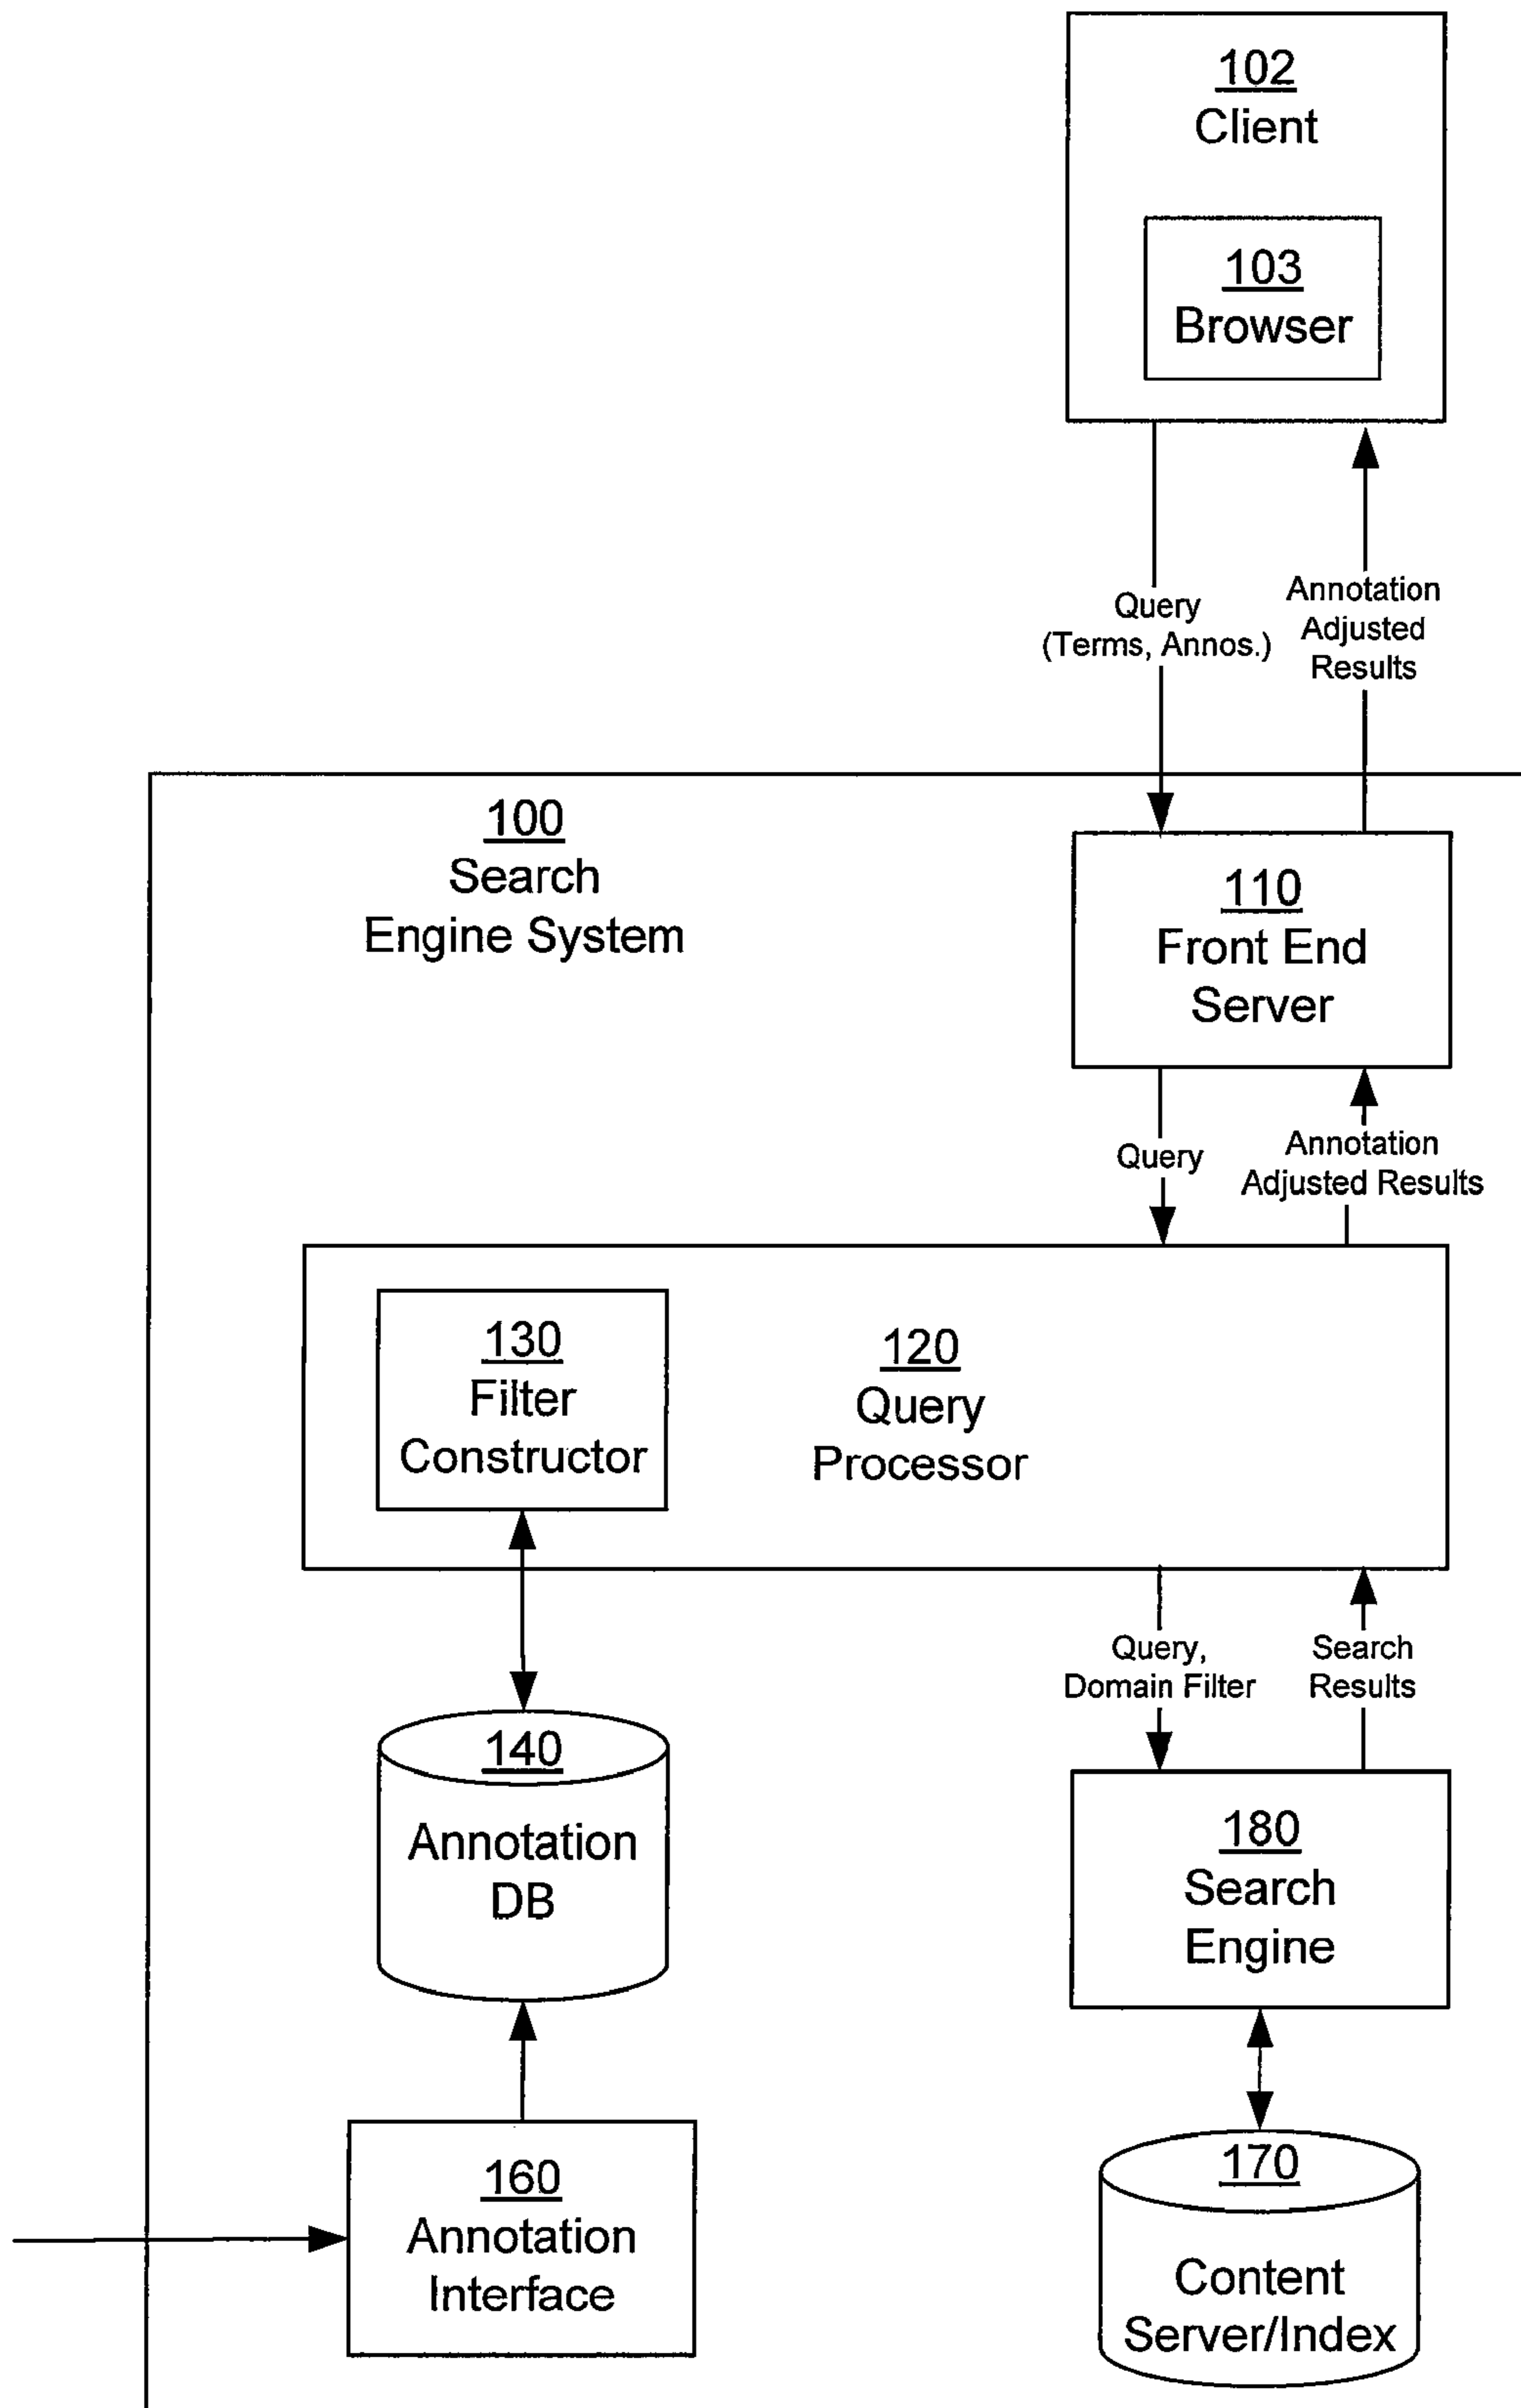 102
Client
103
Browser
Query
(Terms, Annos.)
Annotation
Adjusted
Results
100
Search
Engine System
110
Front End
Server
Query
Annotation
Adjusted Results
130
Filter
Constructor
120
Query
Processor
Query,
Domain Filter
Search
Results
140
Annotation
DB
180
Search
Engine
160
Annotation
Interface
170
Content
Server/Index